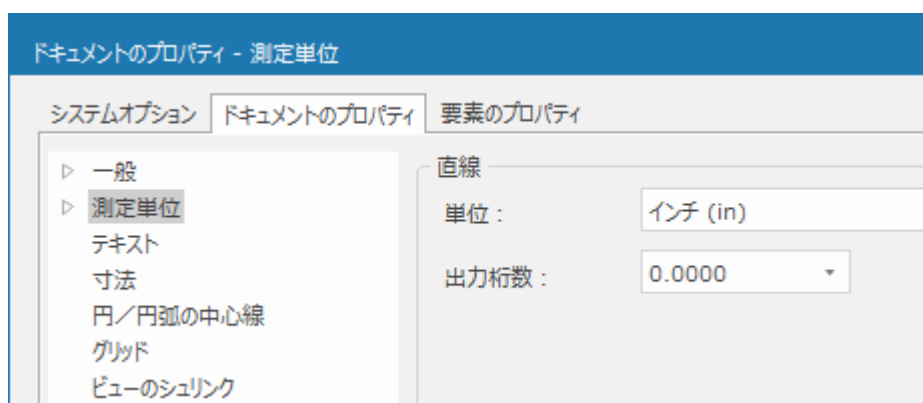 ドキュメントのプロパティ - 測定単位
システムオプション ドキュメントのプロパティ 要素のプロパティ
一般
測定単位
テキスト
寸法
円／円弧の中心線
グリッド
ビューのシュリンク
直線
単位： インチ (in)
出力桁数： 0.0000